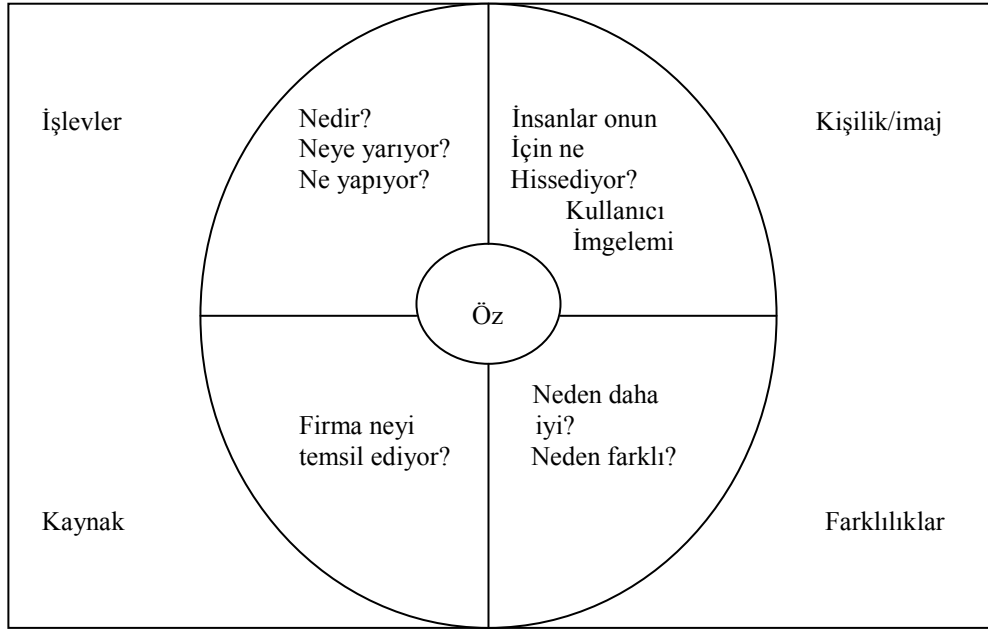 İşlevler
Nedir?
Neye yarıyor?
Ne yapıyor?
İnsanlar onun
İçin ne
Hissediyor?
Kullanıcı
İmgelemi
Kişilik/imaj
Öz
Kaynak
Firma neyi
temsil ediyor?
Neden daha
iyi?
Neden farklı?
Farklılıklar